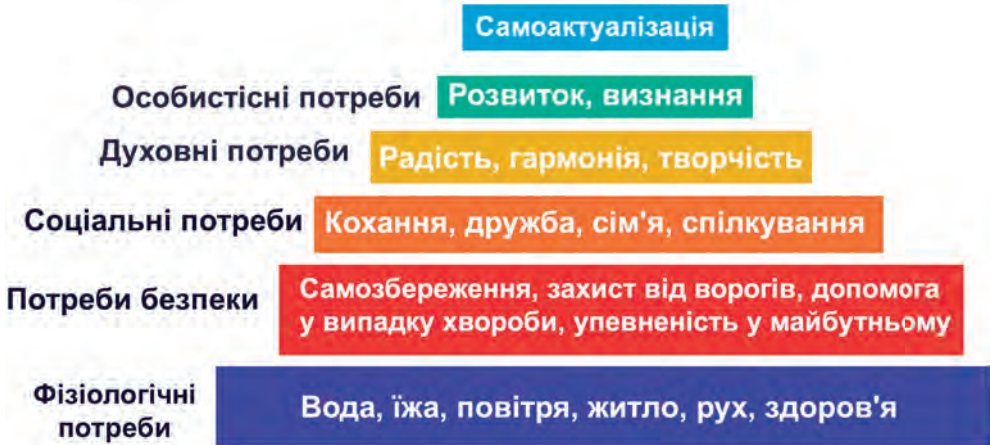 Самоактуалізація
Особистісні потреби Розвиток, визнання
Духовні потреби Радість, гармонія, творчість
Соціальні потреби Кохання, дружба, сім'я, спілкування
Потреби безпеки
Самозбереження, захист від ворогів, допомога
у випадку хвороби, упевненість у майбутньому
Фізіологічні
потреби
Вода, їжа, повітря, житло, рух, здоров'я